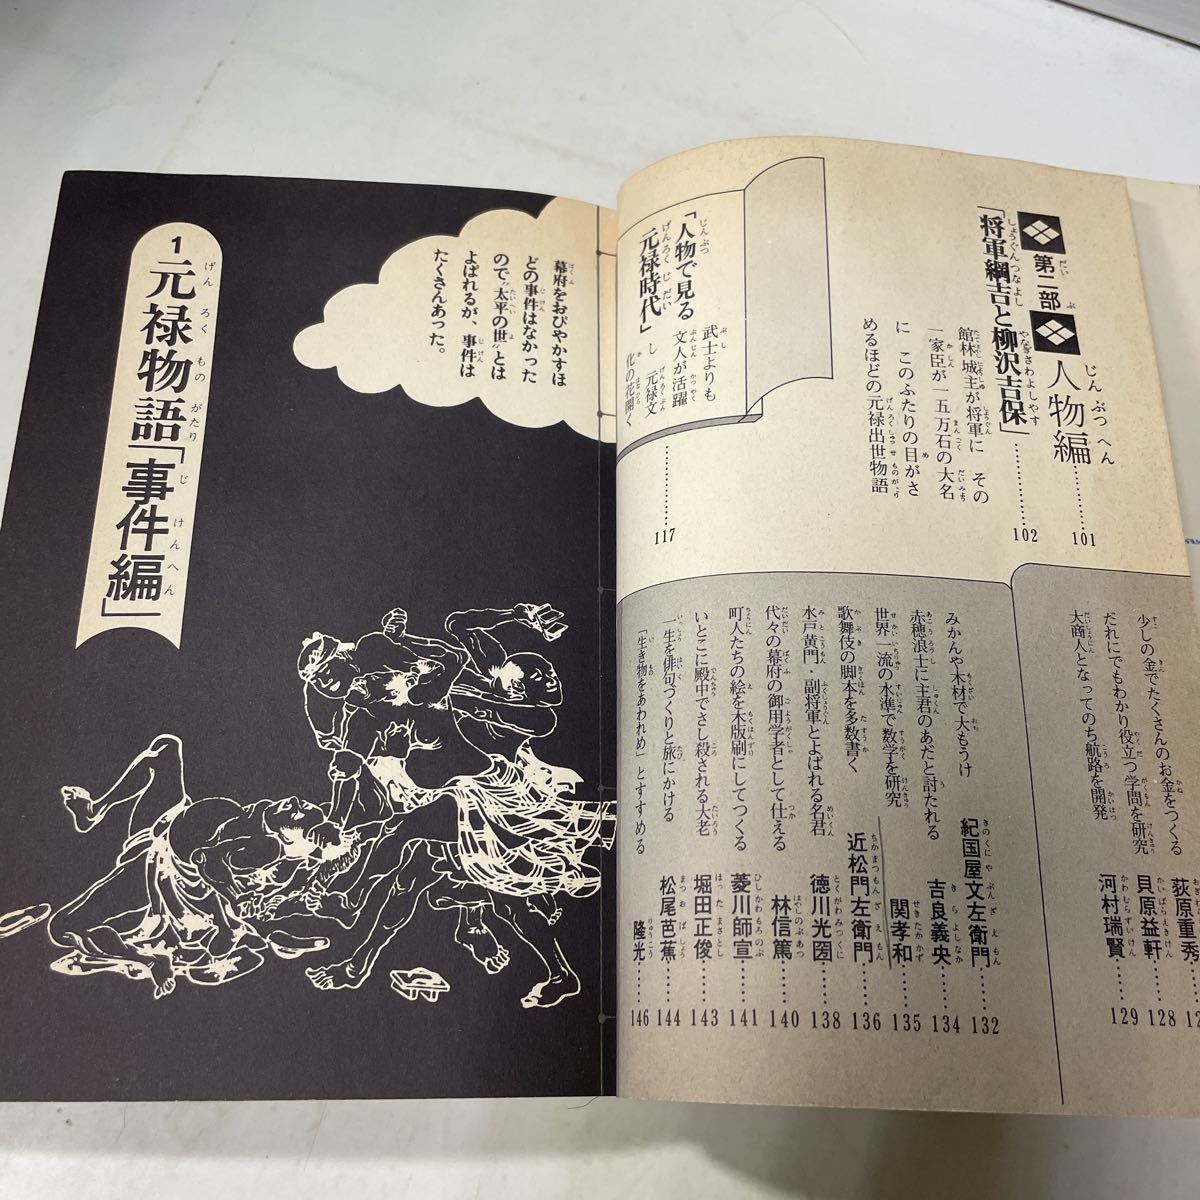 第二部 人物編………101
「将軍綱吉と柳沢吉保」………102
館林城主が将軍に その
一家臣が一五万石の大名
に このふたりの目がさ
めるほどの元禄出世物語
「人物で見る
元禄時代」………117
武士よりも
文人が活躍
し 元禄文
化の花開く
少しの金でたくさんのお金をつくる 荻原重秀
だれにでもわかり役立つ学問を研究 貝原益軒……128
大商人となってのち航路を開発 河村瑞賢……129
みかんや木材で大もうけ 紀国屋文左衛門……132
赤穂浪士に主君のあだと討たれる 吉良義央……134
世界一流の水準で数学を研究 関孝和……135
歌舞伎の脚本を多数書く 近松門左衛門……136
水戸黄門・副将軍とよばれる名君 徳川光圀……138
代々の幕府の御用学者として仕える 林信篤……140
町人たちの絵を木版刷にしてつくる 菱川師宣……141
いとこに殿中でさし殺される大老 堀田正俊……143
一生を俳句づくりと旅にかける 松尾芭蕉……144
「生き物をあわれめ」とすすめる 隆光……146
幕府をおびやかすほ
どの事件はなかった
ので〝太平の世〟とは
よばれるが、事件は
たくさんあった。
1 元禄物語「事件編」